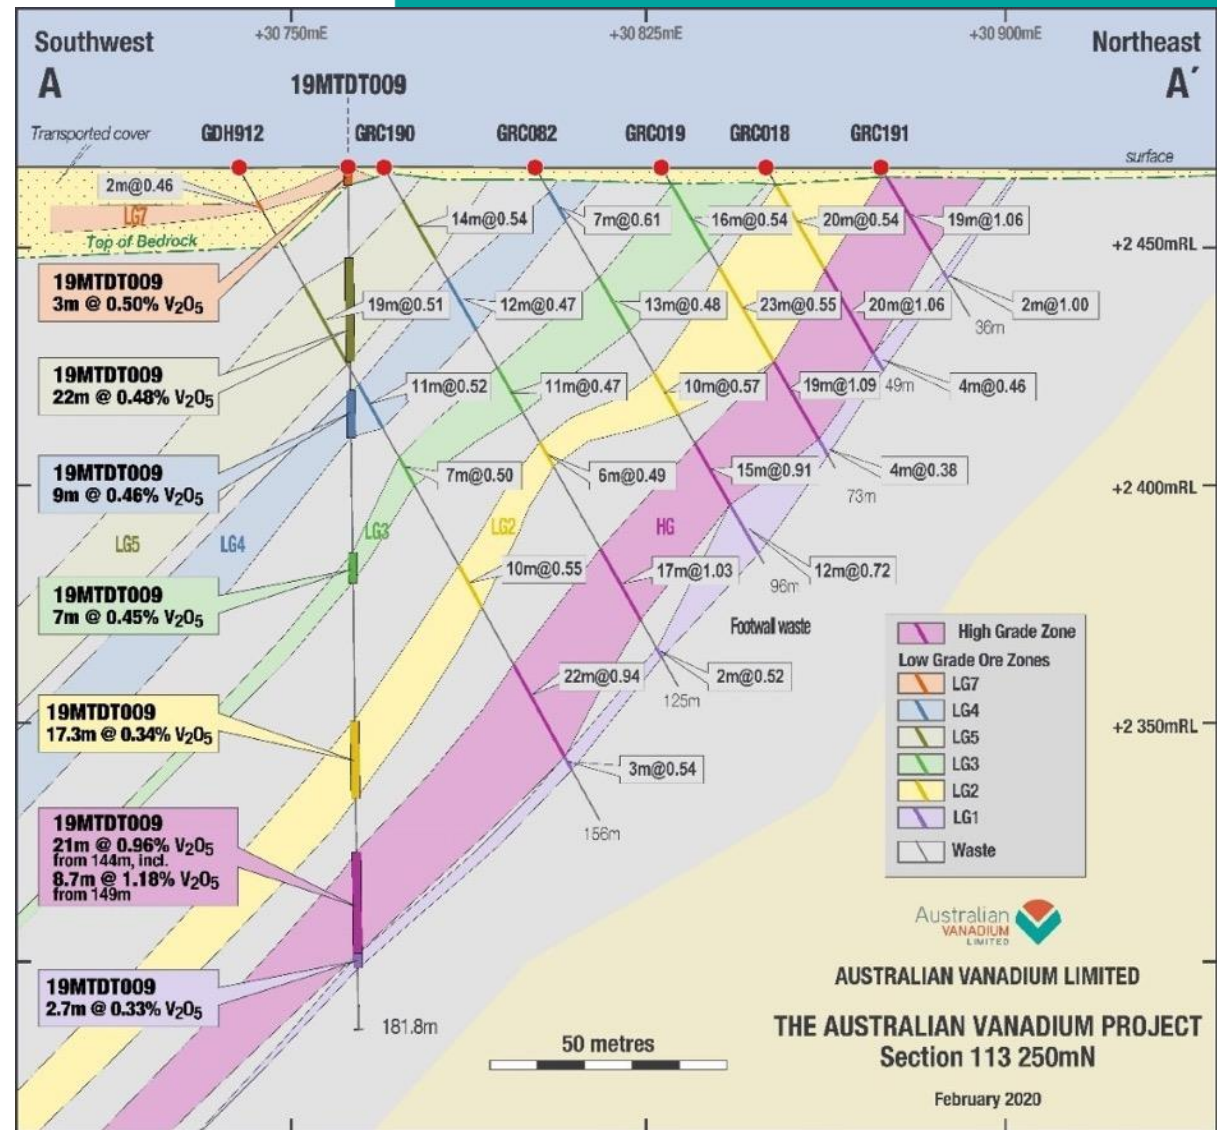 Southwest
+30 750mE
+30 825mE
+30 900mE
Northeast
A
19MTDT009
A´
Transported cover
GDH912
GRC190
GRC082
GRC019
GRC018
GRC191
surface
2m@0.46
LG7
Top of Bedrock
14m@0.54
7m@0.61
16m@0.54
20m@0.54
19m@1.06
+2 450mRL
19MTDT009
3m @ 0.50% V₂O₅
19m@0.51
12m@0.47
13m@0.48
23m@0.55
20m@1.06
2m@1.00
36m
19MTDT009
22m @ 0.48% V₂O₅
11m@0.52
11m@0.47
10m@0.57
19m@1.09
49m
4m@0.46
19MTDT009
9m @ 0.46% V₂O₅
7m@0.50
6m@0.49
15m@0.91
4m@0.38
73m
+2 400mRL
LG5
LG4
LG3
LG2
HG
19MTDT009
7m @ 0.45% V₂O₅
10m@0.55
17m@1.03
96m
12m@0.72
Footwall waste
22m@0.94
2m@0.52
125m
19MTDT009
17.3m @ 0.34% V₂O₅
3m@0.54
156m
+2 350mRL
High Grade Zone
Low Grade Ore Zones
LG7
LG4
LG5
LG3
LG2
LG1
Waste
19MTDT009
21m @ 0.96% V₂O₅
from 144m, incl.
8.7m @ 1.18% V₂O₅
from 149m
19MTDT009
2.7m @ 0.33% V₂O₅
181.8m
50 metres
Australian
VANADIUM
LIMITED
AUSTRALIAN VANADIUM LIMITED
THE AUSTRALIAN VANADIUM PROJECT
Section 113 250mN
February 2020